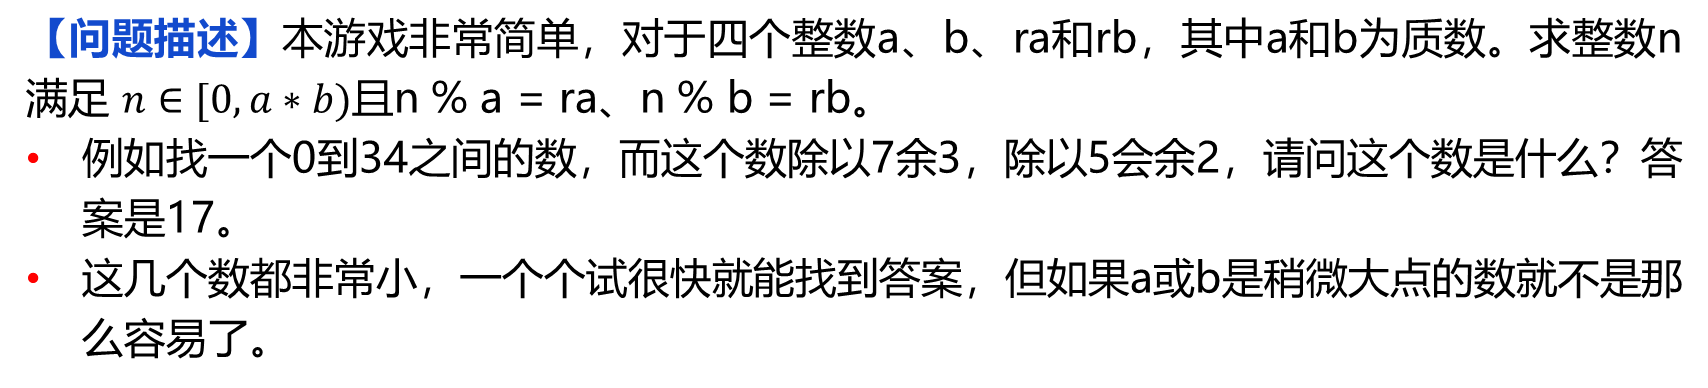 【问题描述】本游戏非常简单，对于四个整数a、b、ra和rb，其中a和b为质数。求整数n
满足 n ∈ [0, a ∗ b)且n % a = ra、n % b = rb。
• 例如找一个0到34之间的数，而这个数除以7余3，除以5会余2，请问这个数是什么？答
案是17。
• 这几个数都非常小，一个个试很快就能找到答案，但如果a或b是稍微大点的数就不是那
么容易了。